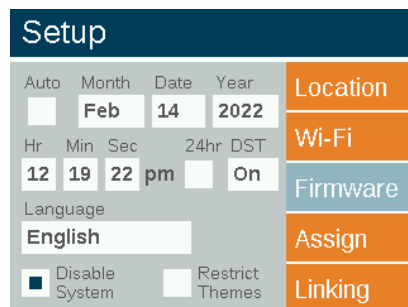 Setup
Auto Month Date Year
Feb 14 2022
Hr Min Sec 24hr DST
12 19 22 pm On
Language
English
Disable System
Restrict Themes
Location
Wi-Fi
Firmware
Assign
Linking